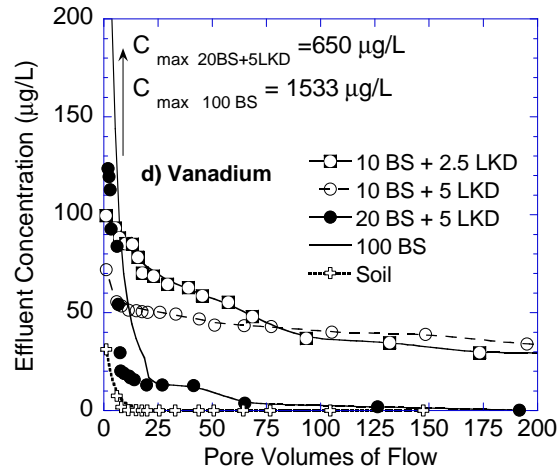 200
150
100
50
0
Effluent Concentration (µg/L)
C max 20BS+5LKD =650 µg/L
C max 100 BS = 1533 µg/L
d) Vanadium
10 BS + 2.5 LKD
10 BS + 5 LKD
20 BS + 5 LKD
100 BS
Soil
0 25 50 75 100 125 150 175 200
Pore Volumes of Flow